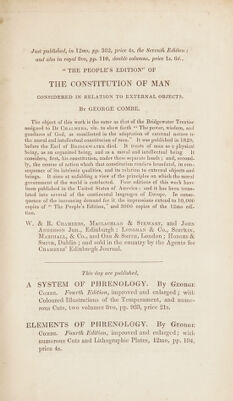 Just published, in 12mo, pp. 382, price 4s, the Seventh Edition;
and also in royal 8vo, pp. 110, double columns, price 1s. 6d.,
"THE PEOPLE'S EDITION" OF
THE CONSTITUTION OF MAN
CONSIDERED IN RELATION TO EXTERNAL OBJECTS.
By GEORGE COMBE.
The object of this work is the same as that of the Bridgewater Treatise
assigned to Dr CHALMERS, viz. to shew forth "The power, wisdom, and
goodness of God, as manifested in the adaptation of external nature to
the moral and intellectual constitution of man." It was published in 1828,
before the Earl of BRIDGEWATER died. It treats of man as a physical
being, as an organized being, and as a moral and intellectual being. It
considers, first, his constitution, under these separate heads; and, second-
ly, the course of action which that constitution renders beneficial, in con-
sequence of its intrinsic qualities, and its relation to external objects and
beings. It aims at unfolding a view of the principles on which the moral
government of the world is conducted. Four editions of this work have
been published in the United States of America; and it has been trans-
lated into several of the continental languages of Europe. In conse-
quence of the increasing demand for it, the impressions extend to 10,000
copies of "The People's Edition," and 3000 copies of the 12mo edi-
tion.
W. & R. CHAMBERS, MACLACHLAN & STEWART, and JOHN
ANDERSON Jun., Edinburgh; LONGMAN & Co., SIMPKIN,
MARSHALL, & Co., and ORR & SMITH, London; HODGES &
SMITH, Dublin; and sold in the country by the Agents for
CHAMBERS' Edinburgh Journal.
This day are published,
A SYSTEM OF PHRENOLOGY. By GEORGE
COMBE. Fourth Edition, improved and enlarged; with
Coloured Illustrations of the Temperament, and nume-
rous Cuts, two volumes 8vo, pp. 903, price 21s.
ELEMENTS OF PHRENOLOGY. By GEORGE
COMBE. Fourth Edition, improved and enlarged; with
numerous Cuts and Lithographic Plates, 12mo, pp. 194,
price 4s.